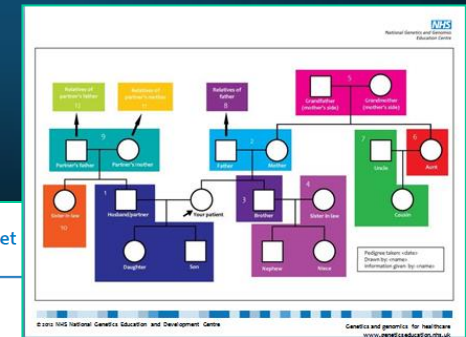 NHS
National Genetics and Genomics
Education Centre
Relatives of
partner's father
12
Relatives of
partner's mother
11
Relatives of
father
8
5
Grandfather
(mother's side)
Grandmother
(mother's side)
9
Partner's father
Partner's mother
2
Father
Mother
7
Uncle
6
Aunt
Sister in law
10
1
Husband/partner
Your patient
3
Brother
4
Sister in law
Cousin
Daughter
Son
Nephew
Niece
Pedigree taken: <date>
Drawn by: <name>
Information given by: <name>
et
© 2012 NHS National Genetics Education and Development Centre
Genetics and genomics for healthcare
www.geneticseducation.nhs.uk